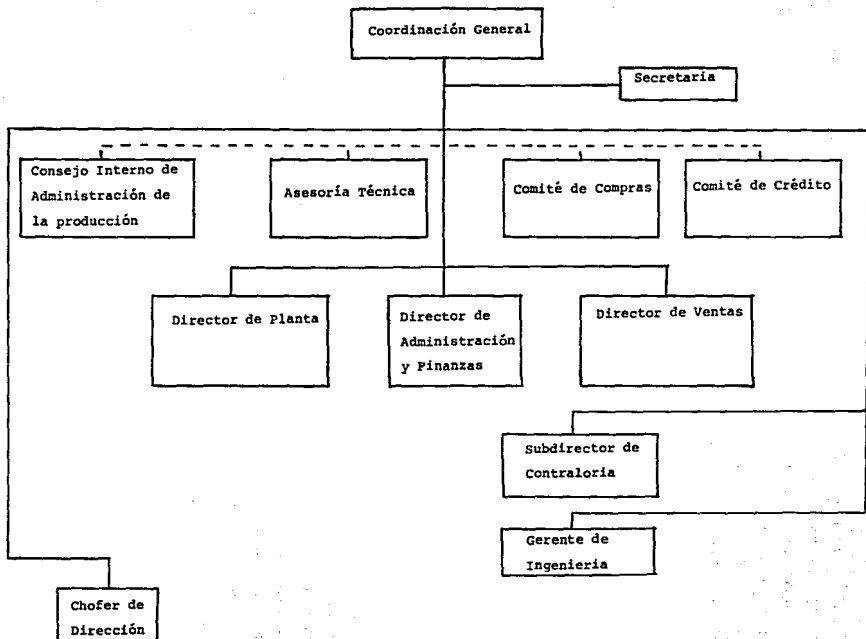 Coordinación General
Secretaria
Consejo Interno de
Administración de
la producción
Asesoría Técnica
Comité de Compras
Comité de Crédito
Director de Planta
Director de
Administración
y Finanzas
Director de Ventas
Subdirector de
Contraloria
Gerente de
Ingenieria
Chofer de
Dirección